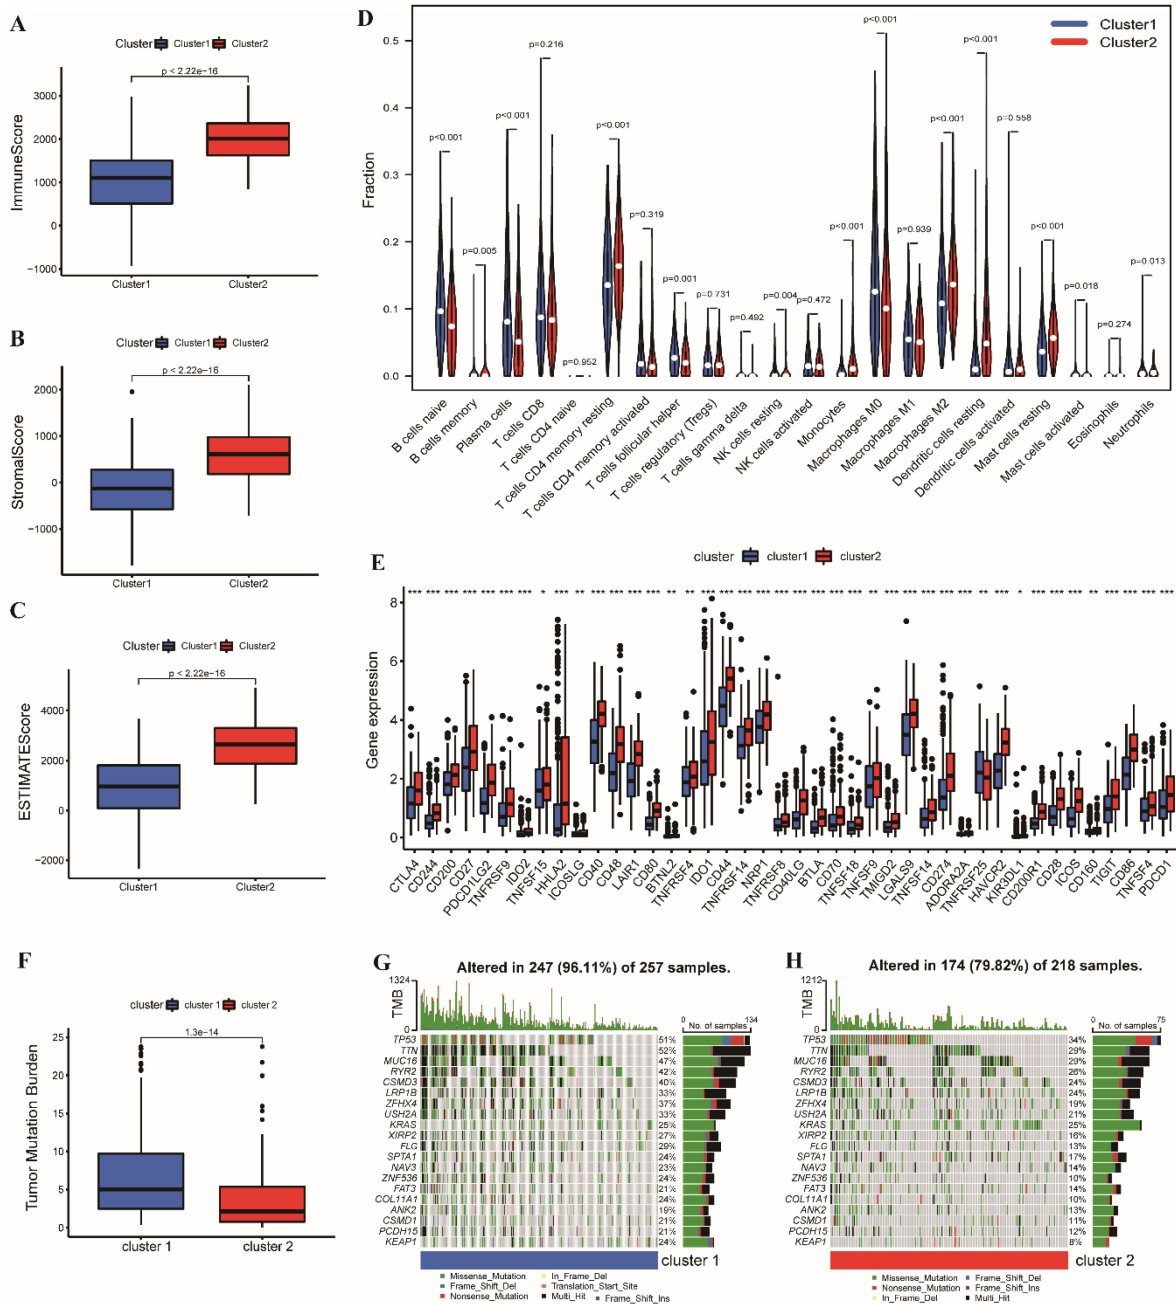 A
Cluster Cluster1 Cluster2
p < 2.22e−16
ImmuneScore
3000
2000
1000
0
−1000
Cluster1 Cluster2
B
Cluster Cluster1 Cluster2
p < 2.22e−16
StromalScore
2000
1000
0
−1000
Cluster1 Cluster2
C
Cluster Cluster1 Cluster2
p < 2.22e−16
ESTIMATEScore
4000
2000
0
−2000
Cluster1 Cluster2
D
Cluster1
Cluster2
Fraction
0.5
0.4
0.3
0.2
0.1
0.0
p<0.001
p=0.005
p<0.001
p=0.216
p=0.952
p<0.001
p=0.319
p=0.001
p=0.731
p=0.492
p=0.004
p=0.472
p<0.001
p<0.001
p=0.939
p<0.001
p<0.001
p=0.558
p<0.001
p=0.018
p=0.274
p=0.013
B cells naive
B cells memory
Plasma cells
T cells CD8
T cells CD4 naive
T cells CD4 memory resting
T cells CD4 memory activated
T cells follicular helper
T cells regulatory (Tregs)
T cells gamma delta
NK cells resting
NK cells activated
Monocytes
Macrophages M0
Macrophages M1
Macrophages M2
Dendritic cells resting
Dendritic cells activated
Mast cells resting
Mast cells activated
Eosinophils
Neutrophils
E
cluster cluster1 cluster2
Gene expression
8
6
4
2
0
*** *** *** *** *** *** *** * *** ** *** *** *** *** ** ** *** *** *** *** *** *** *** *** *** ** *** *** *** *** *** ** *** * *** *** *** ** *** *** *** ***
CTLA4
CD244
CD200
CD27
PDCD1LG2
TNFRSF9
IDO2
TNFSF15
HHLA2
ICOSLG
CD40
CD48
LAIR1
CD80
BTNL2
TNFRSF4
IDO1
CD44
TNFRSF14
NRP1
TNFRSF8
CD40LG
BTLA
CD70
TNFSF18
TNFSF9
TMIGD2
LGALS9
TNFSF14
CD274
ADORA2A
TNFRSF25
HAVCR2
KIR3DL1
CD200R1
CD28
ICOS
CD160
TIGIT
CD86
TNFSF4
PDCD1
F
cluster cluster 1 cluster 2
1.3e−14
Tumor Mutation Burden
25
20
15
10
5
0
cluster 1 cluster 2
G
Altered in 247 (96.11%) of 257 samples.
1324
TMB
0
0 134
No. of samples
TP53 51%
TTN 52%
MUC16 47%
RYR2 42%
CSMD3 40%
LRP1B 33%
ZFHX4 37%
USH2A 33%
KRAS 25%
XIRP2 27%
FLG 29%
SPTA1 24%
NAV3 23%
ZNF536 24%
FAT3 21%
COL11A1 24%
ANK2 19%
CSMD1 21%
PCDH15 21%
KEAP1 24%
cluster 1
Missense_Mutation In_Frame_Del
Frame_Shift_Del Translation_Start_Site
Nonsense_Mutation Multi_Hit Frame_Shift_Ins
H
Altered in 174 (79.82%) of 218 samples.
1212
TMB
0
0 75
No. of samples
TP53 34%
TTN 29%
MUC16 29%
RYR2 26%
CSMD3 24%
LRP1B 24%
ZFHX4 19%
USH2A 21%
KRAS 25%
XIRP2 16%
FLG 13%
SPTA1 17%
NAV3 14%
ZNF536 10%
FAT3 14%
COL11A1 10%
ANK2 13%
CSMD1 11%
PCDH15 12%
KEAP1 8%
cluster 2
Missense_Mutation Frame_Shift_Del
Nonsense_Mutation Frame_Shift_Ins
In_Frame_Del Multi_Hit